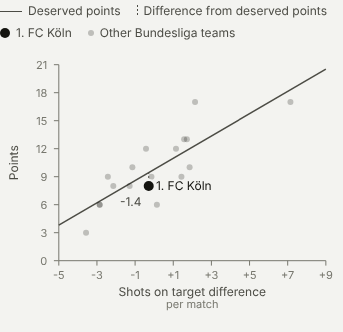 Deserved points Difference from deserved points
1. FC Köln Other Bundesliga teams
21
18
15
12
9
6
3
0
Points
1. FC Köln
-1.4
-5 -3 -1 +1 +3 +5 +7 +9
Shots on target difference
per match